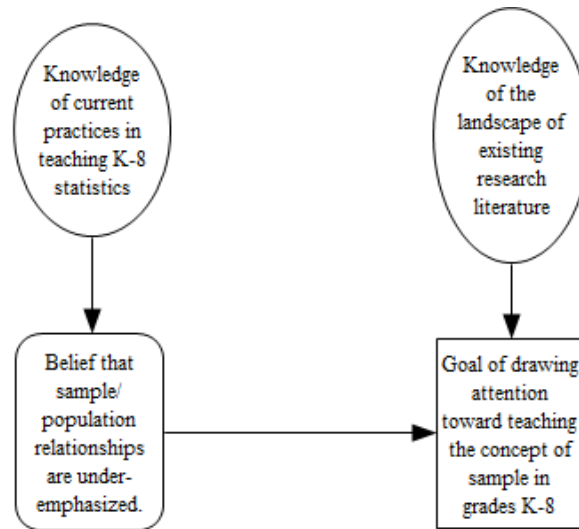 Knowledge
of current
practices in
teaching K-8
statistics
Knowledge
of the
landscape of
existing
research
literature
Belief that
sample/
population
relationships
are under-
emphasized.
Goal of drawing
attention
toward teaching
the concept of
sample in
grades K-8